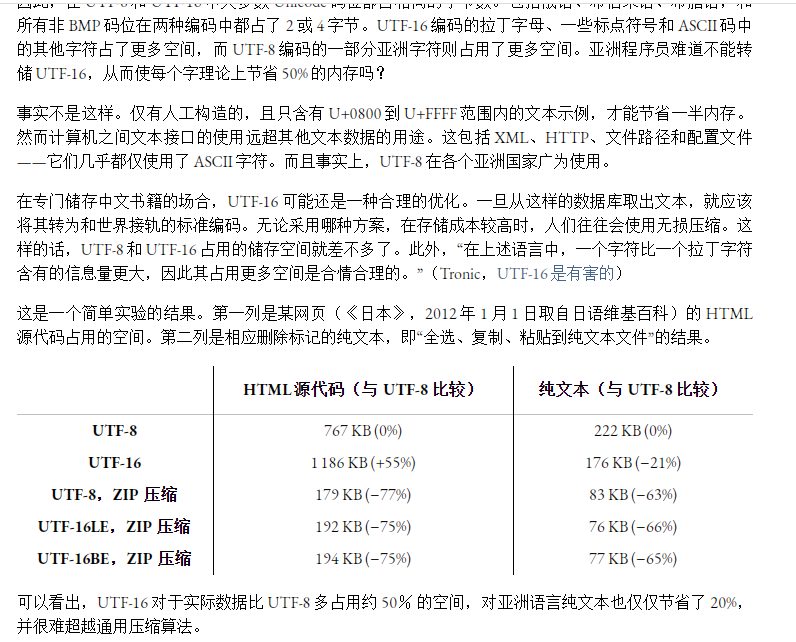 所有非 BMP 码位在两种编码中都占了 2 或 4 字节。UTF-16 编码的拉丁字母、一些标点符号和 ASCII 码中
的其他字符占了更多空间，而 UTF-8 编码的一部分亚洲字符则占用了更多空间。亚洲程序员难道不能转
储 UTF-16，从而使每个字理论上节省 50% 的内存吗？
事实不是这样。仅有人工构造的，且只含有 U+0800 到 U+FFFF 范围内的文本示例，才能节省一半内存。
然而计算机之间文本接口的使用远超其他文本数据的用途。这包括 XML、HTTP、文件路径和配置文件
——它们几乎都仅使用了 ASCII 字符。而且事实上，UTF-8 在各个亚洲国家广为使用。
在专门储存中文书籍的场合，UTF-16 可能还是一种合理的优化。一旦从这样的数据库取出文本，就应该
将其转为和世界接轨的标准编码。无论采用哪种方案，在存储成本较高时，人们往往会使用无损压缩。这
样的话，UTF-8 和 UTF-16 占用的储存空间就差不多了。此外，“在上述语言中，一个字符比一个拉丁字符
含有的信息量更大，因此其占用更多空间是合情合理的。”（Tronic，UTF-16 是有害的）
这是一个简单实验的结果。第一列是某网页（《日本》，2012 年 1 月 1 日取自日语维基百科）的 HTML
源代码占用的空间。第二列是相应删除标记的纯文本，即“全选、复制、粘贴到纯文本文件”的结果。
HTML 源代码（与 UTF-8 比较） 纯文本（与 UTF-8 比较）
UTF-8 767 KB (0%) 222 KB (0%)
UTF-16 1 186 KB (+55%) 176 KB (−21%)
UTF-8，ZIP 压缩 179 KB (−77%) 83 KB (−63%)
UTF-16LE，ZIP 压缩 192 KB (−75%) 76 KB (−66%)
UTF-16BE，ZIP 压缩 194 KB (−75%) 77 KB (−65%)
可以看出，UTF-16 对于实际数据比 UTF-8 多占用约 50% 的空间，对亚洲语言纯文本也仅仅节省了 20%，
并很难超越通用压缩算法。